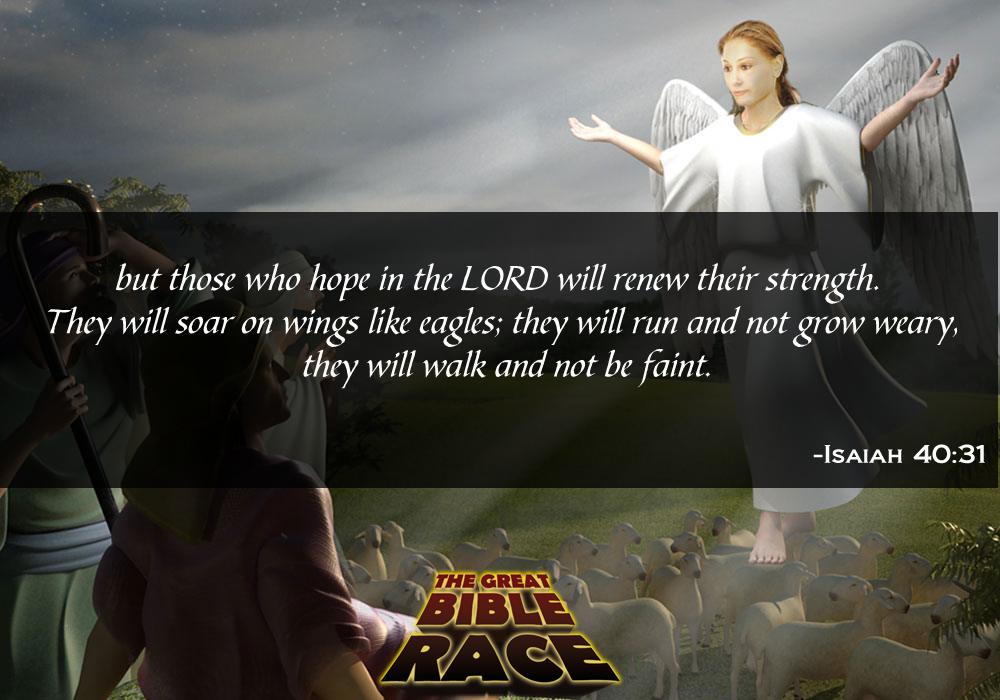 but those who hope in the LORD will renew their strength.
They will soar on wings like eagles; they will run and not grow weary,
they will walk and not be faint.
-Isaiah 40:31
THE GREAT
BIBLE
RACE